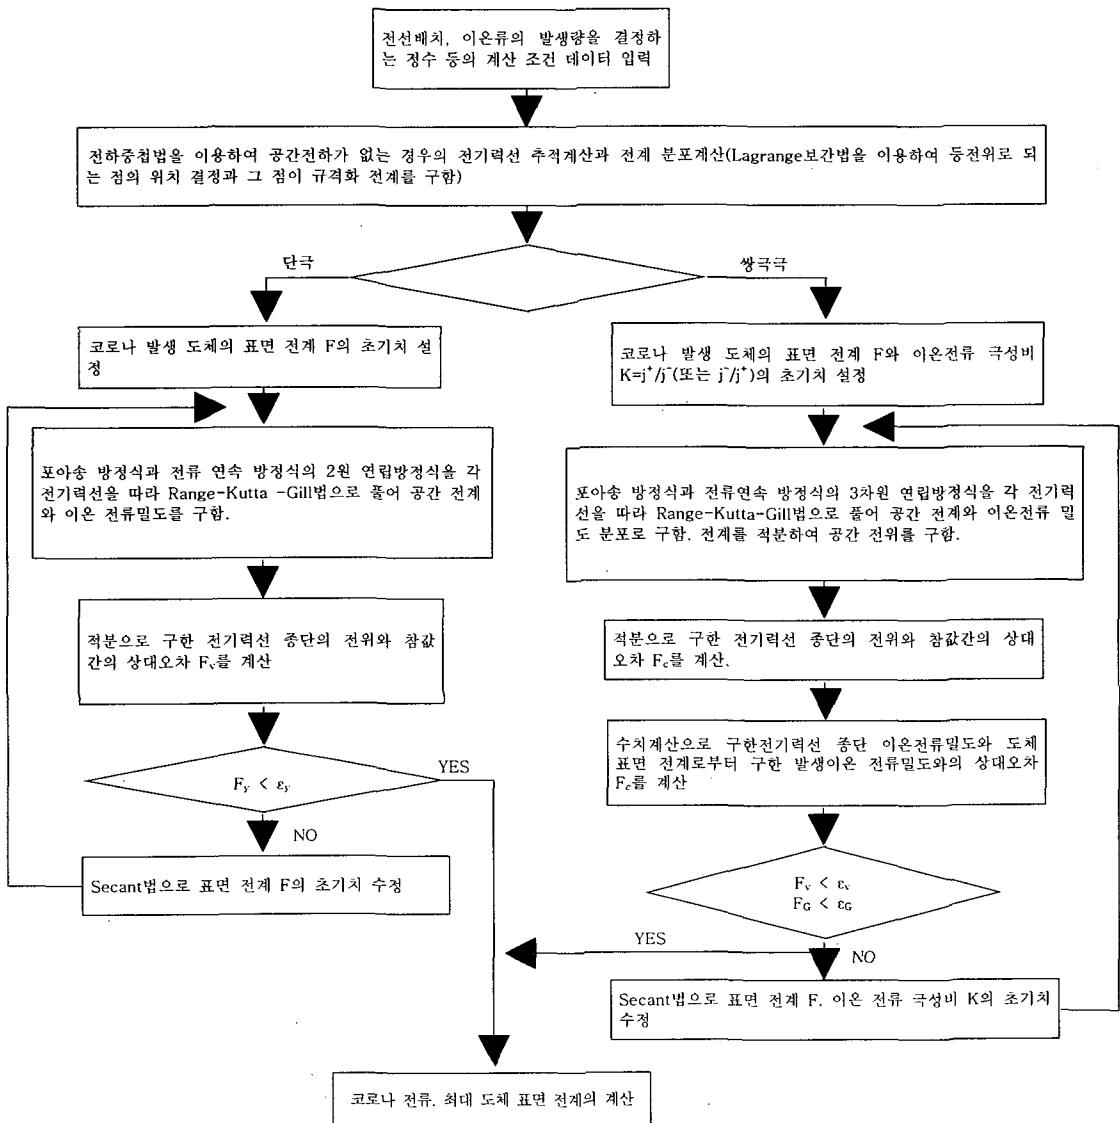 전선배치, 이온류의 발생량을 결정하
는 정수 등의 계산 조건 데이터 입력
전하중첩법을 이용하여 공간전하가 없는 경우의 전기력선 추적계산과 전계 분포계산(Lagrange보간법을 이용하여 등전위로 되
는 점의 위치 결정과 그 점이 규격화 전계를 구함)
단극
쌍극극
코로나 발생 도체의 표면 전계 F의 초기치 설
정
코로나 발생 도체의 표면 전계 F와 이온전류 극성비
K=j⁺/j⁻(또는 j⁻/j⁺)의 초기치 설정
포아송 방정식과 전류 연속 방정식의 2원 연립방정식을 각
전기력선을 따라 Range-Kutta -Gill법으로 풀어 공간 전계
와 이온 전류밀도를 구함.
포아송 방정식과 전류연속 방정식의 3차원 연립방정식을 각 전기력
선을 따라 Range-Kutta-Gill법으로 풀어 공간 전계와 이온전류 밀
도 분포로 구함. 전계를 적분하여 공간 전위를 구함.
적분으로 구한 전기력선 종단의 전위와 참값
간의 상대오차 Fᵥ를 계산
적분으로 구한 전기력선 종단의 전위와 참값간의 상대
오차 F_c를 계산.
수치계산으로 구한전기력선 종단 이온전류밀도와 도체
표면 전계로부터 구한 발생이온 전류밀도와의 상대오차
F_c를 계산
F_y < ε_y
YES
NO
Secant법으로 표면 전계 F의 초기치 수정
F_v < ε_v
F_G < ε_G
YES
NO
Secant법으로 표면 전계 F. 이온 전류 극성비 K의 초기치
수정
코로나 전류. 최대 도체 표면 전계의 계산